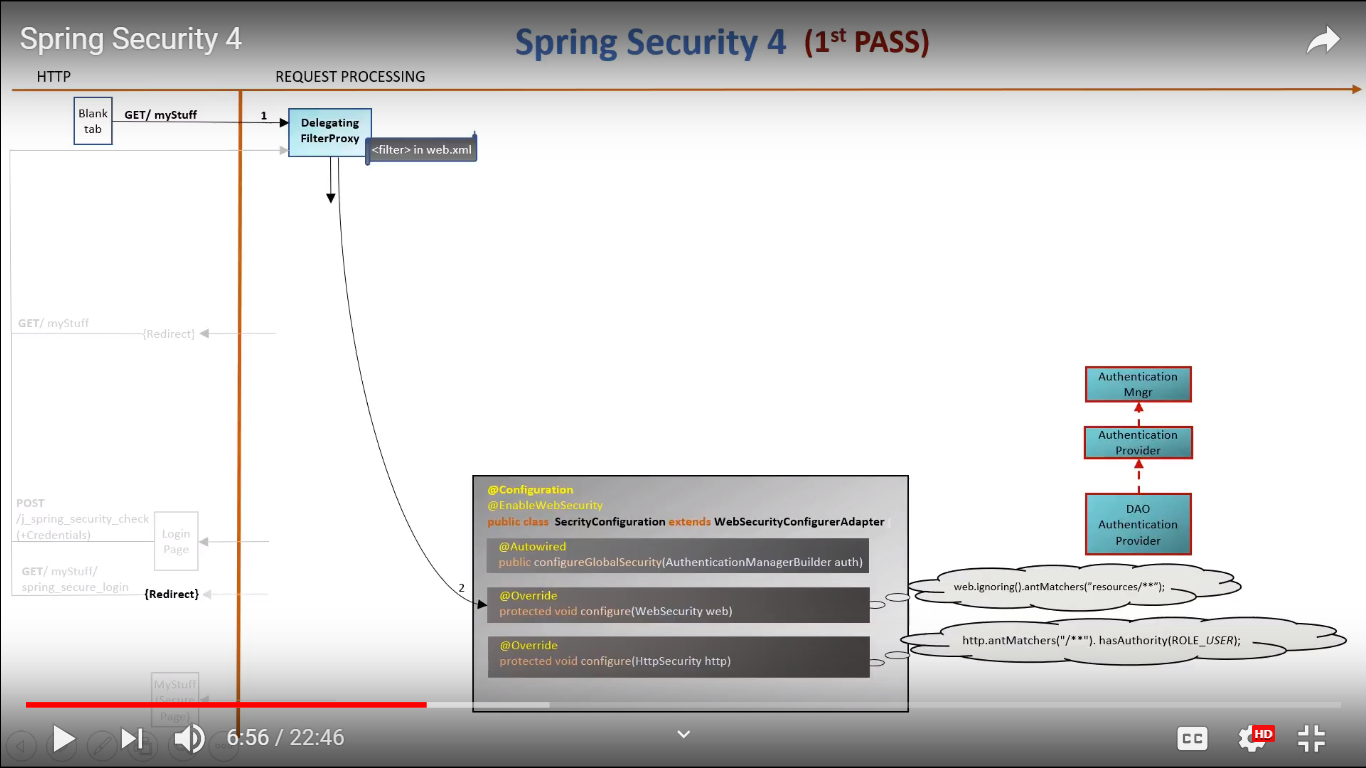 Spring Security 4
Spring Security 4 (1st PASS)
HTTP
REQUEST PROCESSING
Blank
tab
GET/ myStuff
1
Delegating
FilterProxy
<filter> in web.xml
GET/ myStuff
{Redirect}
Authentication
Mngr
Authentication
Provider
DAO
Authentication
Provider
@Configuration
@EnableWebSecurity
public class SecrityConfiguration extends WebSecurityConfigurerAdapter {
@Autowired
public configureGlobalSecurity(AuthenticationManagerBuilder auth)
2
@Override
protected void configure(WebSecurity web)
@Override
protected void configure(HttpSecurity http)
web.ignoring().antMatchers("resources/**”);
http.antMatchers("/**"). hasAuthority(ROLE_USER);
POST
/j_spring_security_check
(+Credentials)
Login
Page
GET/ myStuff/
spring_secure_login
{Redirect}
MyStuff
(Secure
Page)
6:56 / 22:46
CC
HD